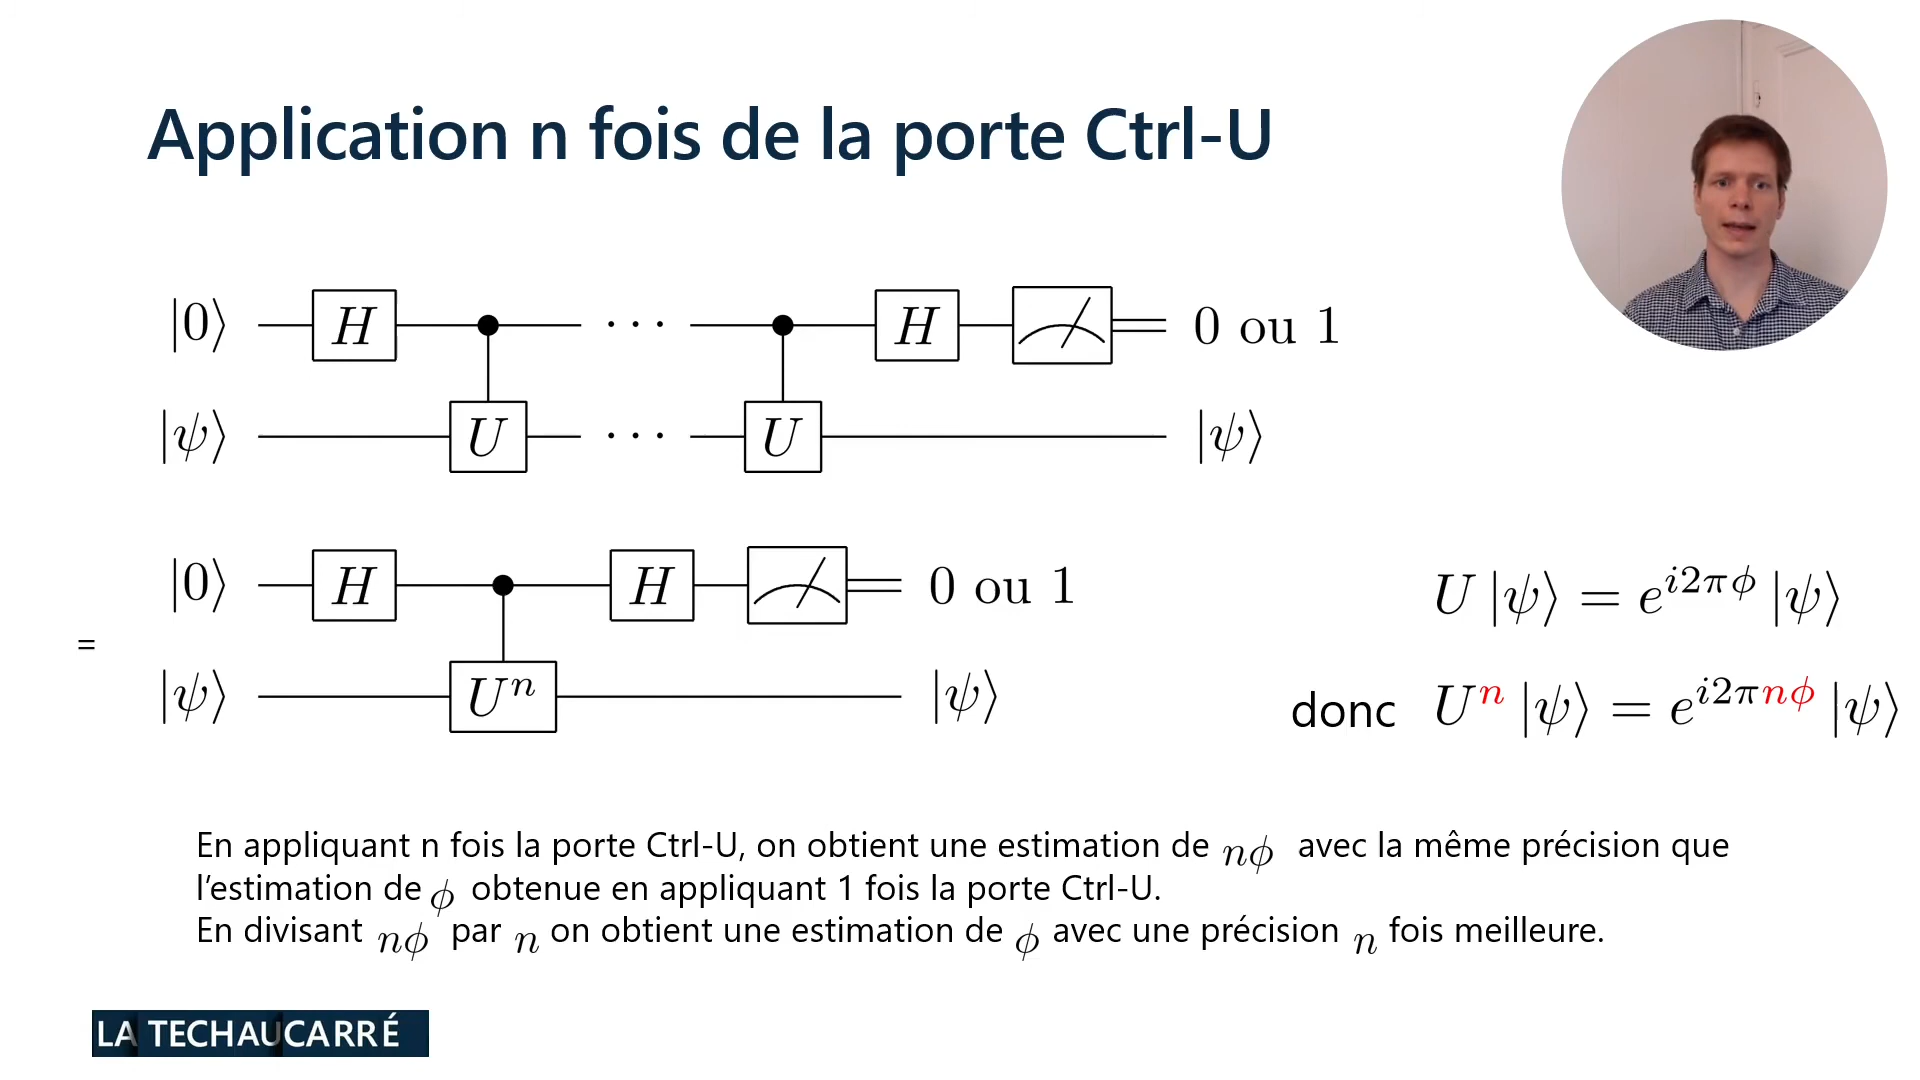 Application n fois de la porte Ctrl-U
|0⟩ H ··· H 0 ou 1
|ψ⟩ U ··· U |ψ⟩
|0⟩ H H 0 ou 1
=
|ψ⟩ Uⁿ |ψ⟩
U |ψ⟩ = e^{i2πϕ} |ψ⟩
donc Uⁿ |ψ⟩ = e^{i2πnϕ} |ψ⟩
En appliquant n fois la porte Ctrl-U, on obtient une estimation de nϕ avec la même précision que
l’estimation de ϕ obtenue en appliquant 1 fois la porte Ctrl-U.
En divisant nϕ par n on obtient une estimation de ϕ avec une précision n fois meilleure.
LA TECHAUCARRÉ